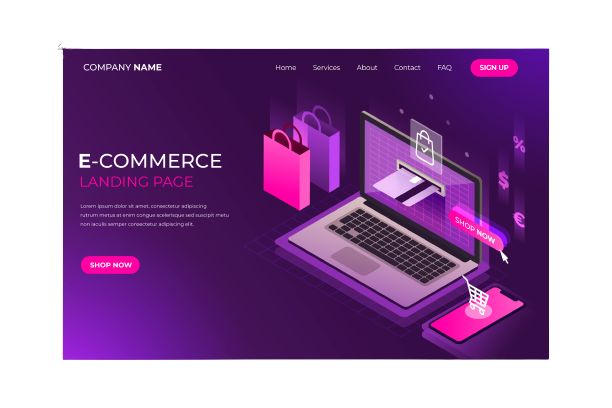 COMPANY NAME
Home Services About Contact FAQ SIGN UP
E-COMMERCE
LANDING PAGE
Lorem ipsum dolor sit amet, consectetur adipiscing
rutrum metus at enim congue scelerisque sed suscipit metu
non iaculis semper consectetur adipiscing elit.
SHOP NOW
%
$
€
SHOP NOW